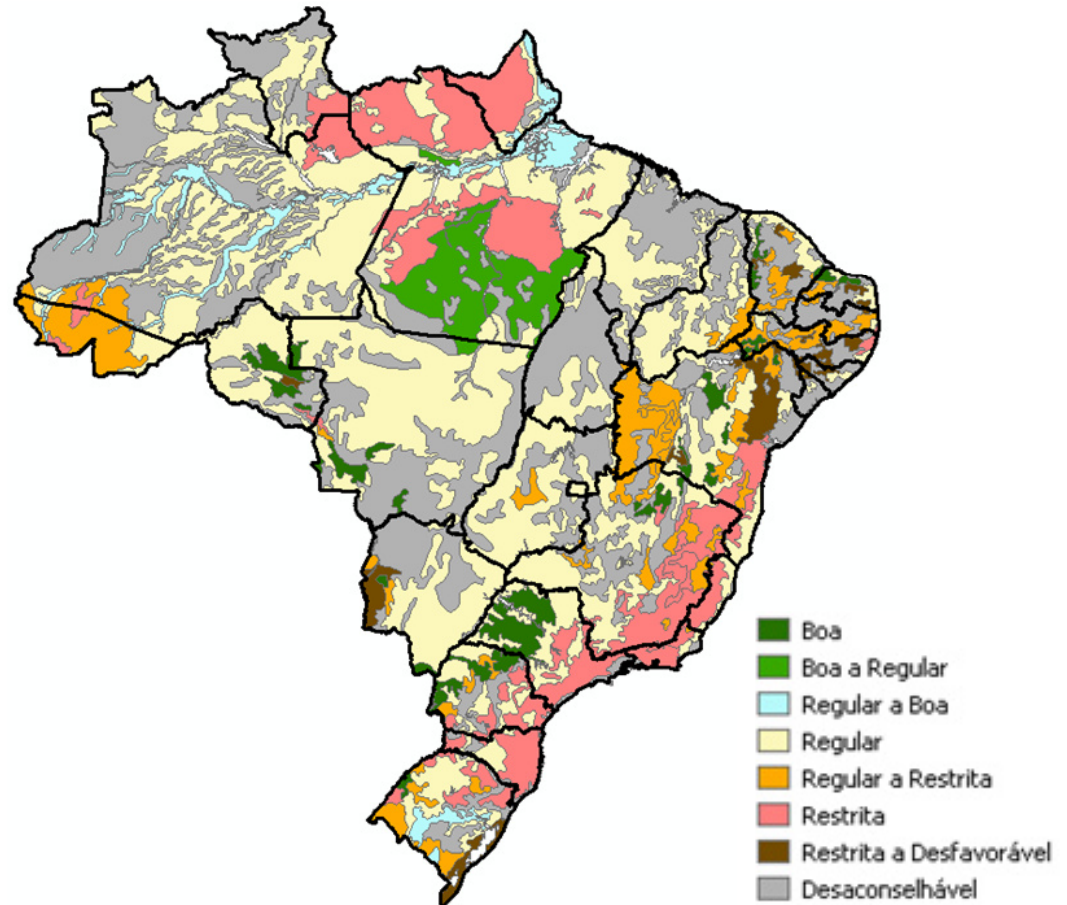 Boa
Boa a Regular
Regular a Boa
Regular
Regular a Restrita
Restrita
Restrita a Desfavorável
Desaconselhável